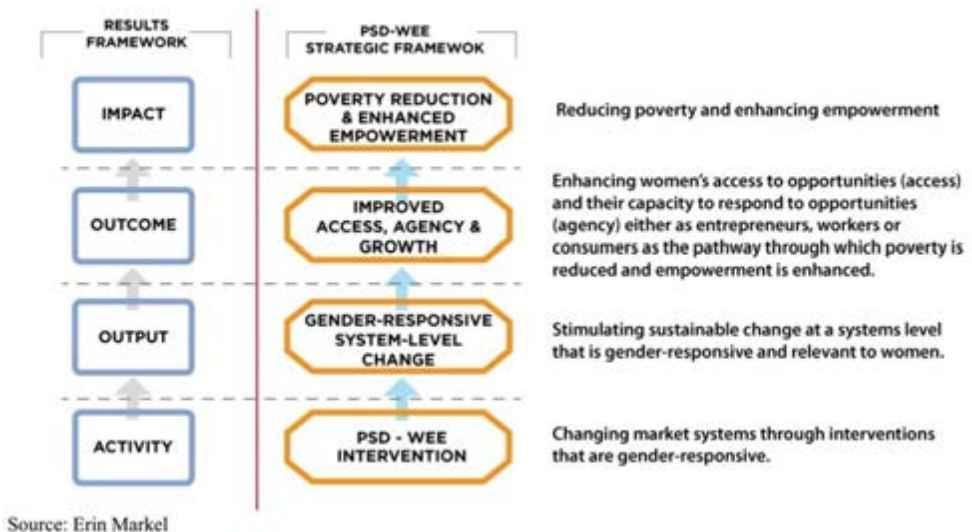 RESULTS
FRAMEWORK
PSD-WEE
STRATEGIC FRAMEWOK
IMPACT
POVERTY REDUCTION
& ENHANCED
EMPOWERMENT
Reducing poverty and enhancing empowerment
OUTCOME
IMPROVED
ACCESS, AGENCY &
GROWTH
Enhancing women's access to opportunities (access)
and their capacity to respond to opportunities
(agency) either as entrepreneurs, workers or
consumers as the pathway through which poverty is
reduced and empowerment is enhanced.
OUTPUT
GENDER-RESPONSIVE
SYSTEM-LEVEL
CHANGE
Stimulating sustainable change at a systems level
that is gender-responsive and relevant to women.
ACTIVITY
PSD - WEE
INTERVENTION
Changing market systems through interventions
that are gender-responsive.
Source: Erin Markel